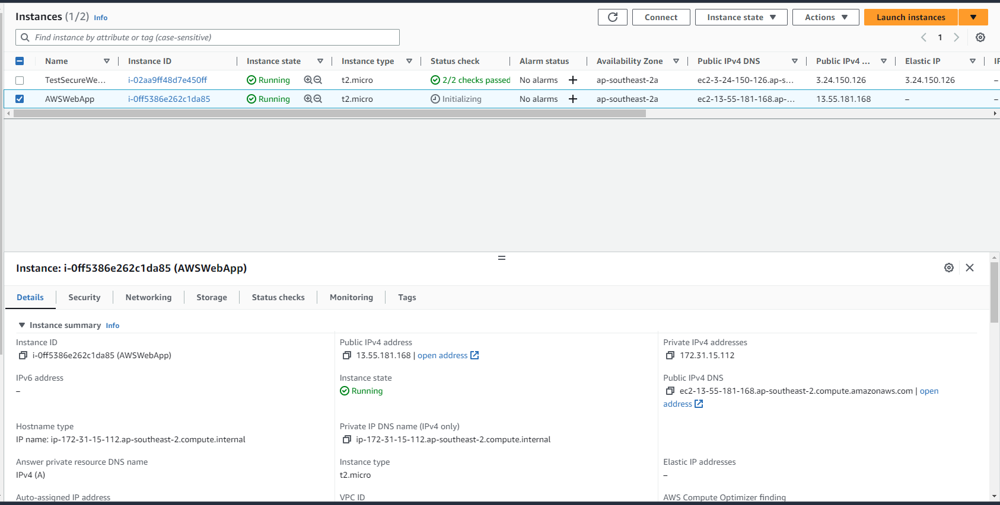 Instances (1/2) Info
Connect
Instance state
Actions
Launch instances
Find instance by attribute or tag (case-sensitive)
1
Name Instance ID Instance state Instance type Status check Alarm status Availability Zone Public IPv4 DNS Public IPv4 ... Elastic IP IP
TestSecureWe... i-02aa9ff48d7e450ff Running t2.micro 2/2 checks passed No alarms + ap-southeast-2a ec2-3-24-150-126.ap-s... 3.24.150.126 3.24.150.126 –
AWSWebApp i-0ff5386e262c1da85 Running t2.micro Initializing No alarms + ap-southeast-2a ec2-13-55-181-168.ap-... 13.55.181.168 – –
Instance: i-0ff5386e262c1da85 (AWSWebApp)
Details Security Networking Storage Status checks Monitoring Tags
Instance summary Info
Instance ID
i-0ff5386e262c1da85 (AWSWebApp)
Public IPv4 address
13.55.181.168 | open address
Private IPv4 addresses
172.31.15.112
IPv6 address
–
Instance state
Running
Public IPv4 DNS
ec2-13-55-181-168.ap-southeast-2.compute.amazonaws.com | open
address
Hostname type
IP name: ip-172-31-15-112.ap-southeast-2.compute.internal
Private IP DNS name (IPv4 only)
ip-172-31-15-112.ap-southeast-2.compute.internal
Answer private resource DNS name
IPv4 (A)
Instance type
t2.micro
Elastic IP addresses
–
Auto-assigned IP address
VPC ID
AWS Compute Optimizer finding